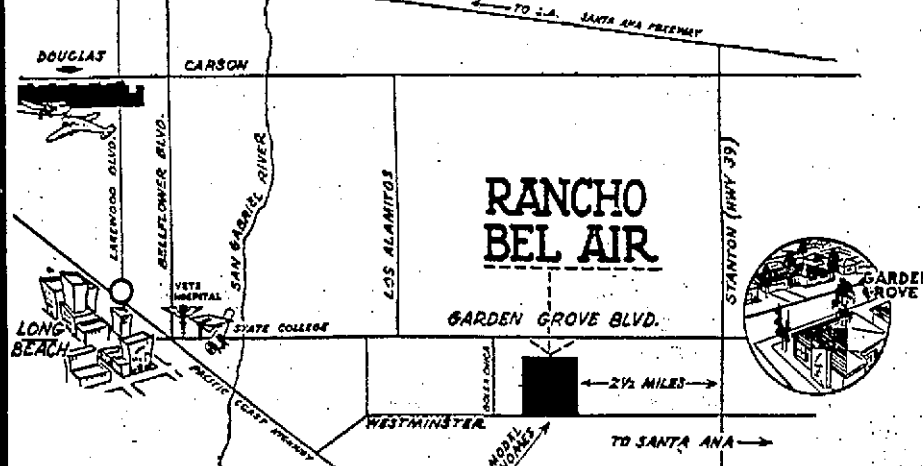 TO L.A.
SANTA ANA FREEWAY
DOUGLAS
CARSON
LAKEWOOD BLVD.
BELLFLOWER BLVD.
SAN GABRIEL RIVER
LOS ALAMITOS
RANCHO
BEL AIR
STANTON (HWY 39)
GARDEN
GROVE
VETS
HOSPITAL
STATE COLLEGE
GARDEN GROVE BLVD.
LONG
BEACH
PACIFIC COAST HIGHWAY
2 1/2 MILES
WESTMINSTER
MODEL
HOMES
TO SANTA ANA